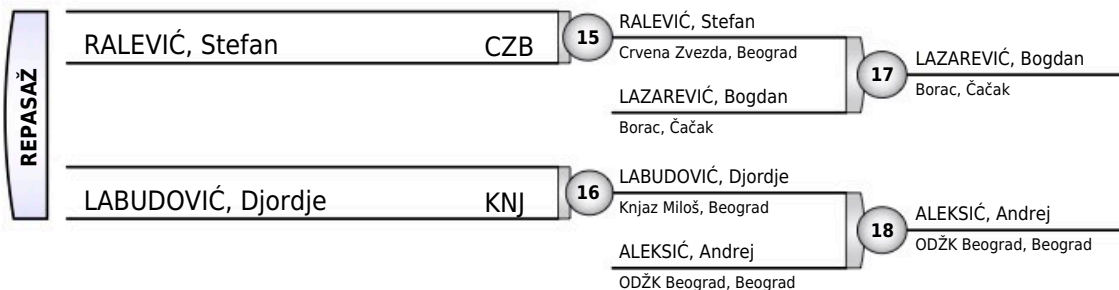 REPASAŽ
RALEVIĆ, Stefan CZB
15
RALEVIĆ, Stefan
Crvena Zvezda, Beograd
LAZAREVIĆ, Bogdan
Borac, Čačak
17
LAZAREVIĆ, Bogdan
Borac, Čačak
LABUDOVIĆ, Djordje KNJ
16
LABUDOVIĆ, Djordje
Knjaz Miloš, Beograd
ALEKSIĆ, Andrej
ODŽK Beograd, Beograd
18
ALEKSIĆ, Andrej
ODŽK Beograd, Beograd